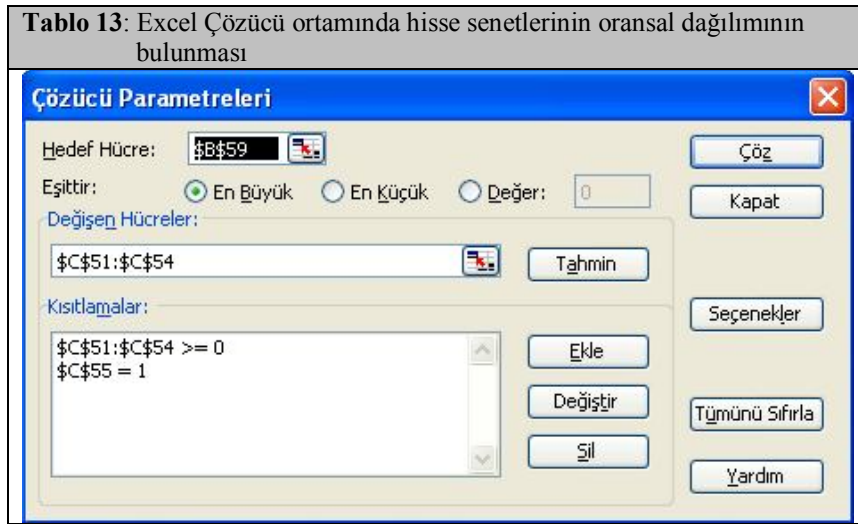 Tablo 13: Excel Çözücü ortamında hisse senetlerinin oransal dağılımının
bulunması
Çözücü Parametreleri
Hedef Hücre:
$B$59
Çöz
Eşittir:
En Büyük
En Küçük
Değer:
0
Kapat
Değişen Hücreler:
$C$51:$C$54
Tahmin
Kısıtlamalar:
Seçenekler
$C$51:$C$54 >= 0
$C$55 = 1
Ekle
Değiştir
Tümünü Sıfırla
Sil
Yardım